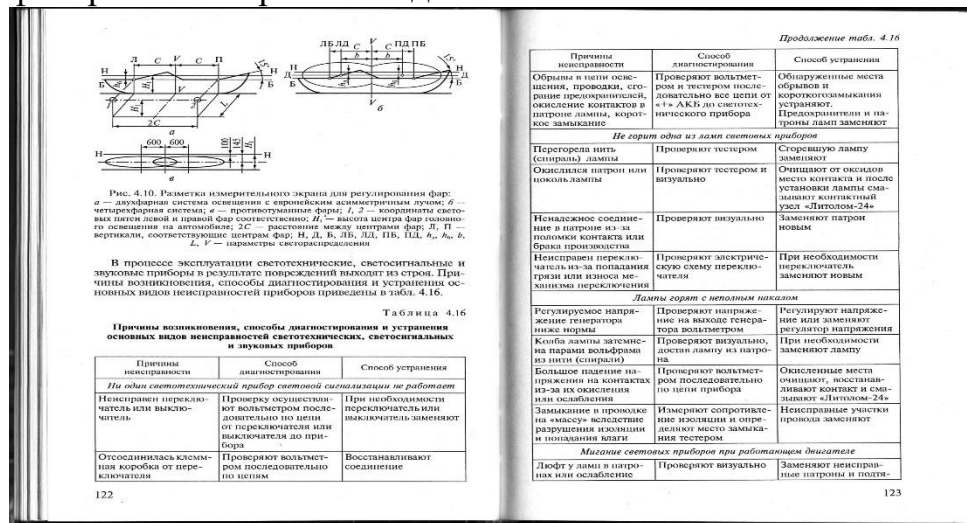 ЛБ ЛД C V C ПД ПБ
b b
15°
Л C V C П
Н Н
Б Б
15°
Н Н
Д Д
Б Б
H₁
L
2C
а
б
600 600
100
145
Н Н
в
Рис. 4.10. Разметка измерительного экрана для регулирования фар:
а — двухфарная система освещения с европейским асимметричным лучом; б —
четырехфарная система; в — противотуманные фары; 1, 2 — координаты свето-
вых пятен левой и правой фар соответственно; H₁ — высота центра фар головно-
го освещения на автомобиле; 2С — расстояние между центрами фар; Л, П —
вертикали, соответствующие центрам фар; Н, Д, Б, ЛБ, ЛД, ПБ, ПД, b,
L, V — параметры светораспределения
В процессе эксплуатации светотехнические, светосигнальные и
звуковые приборы в результате повреждений выходят из строя. При-
чины возникновения, способы диагностирования и устранения ос-
новных видов неисправностей приборов приведены в табл. 4.16.
Таблица 4.16
Причины возникновения, способы диагностирования и устранения
основных видов неисправностей светотехнических, светосигнальных
и звуковых приборов
Причины неисправности
Способ диагностирования
Способ устранения
Ни один светотехнический прибор световой сигнализации не работает
Неисправен переклю-
чатель или выклю-
чатель
Проверку осуществля-
ют вольтметром после-
довательно по цепи
от переключателя или
выключателя до при-
бора
При необходимости
переключатель или
выключатель заменяют
Отсоединилась клемм-
ная коробка от пере-
ключателя
Проверяют вольтмет-
ром последовательно
по цепям
Восстанавливают
соединение
122
Продолжение табл. 4.16
Причины
неисправности
Способ
диагностирования
Способ устранения
Обрывы в цепи осве-
щения, проводки, сго-
рание предохранителей,
окисление контактов в
патроне лампы, корот-
кое замыкание
Проверяют вольтмет-
ром и тестером после-
довательно все цепи от
«+» АКБ до светотех-
нического прибора
Обнаруженные места
обрывов и
короткогозамыкания
устраняют.
Предохранители и па-
троны ламп заменяют
Не горит одна из ламп световых приборов
Перегорела нить
(спираль) лампы
Проверяют тестером
Сгоревшую лампу
заменяют
Окислился патрон или
цоколь лампы
Проверяют тестером и
визуально
Очищают от оксидов
место контакта и после
установки лампы сма-
зывают контактный
узел «Литолом-24»
Ненадежное соедине-
ние в патроне из-за
поломки контакта или
брака производства
Проверяют визуально
Заменяют патрон
новым
Неисправен переклю-
чатель из-за попадания
грязи или износа ме-
ханизма переключения
Проверяют электриче-
скую схему переклю-
чателя
При необходимости
переключатель
заменяют новым
Лампы горят с неполным накалом
Регулируемое напря-
жение генератора
ниже нормы
Проверяют напряже-
ние на выходе генера-
тора вольтметром
Регулируют напряже-
ние или заменяют
регулятор напряжения
Колба лампы затемне-
на парами вольфрама
из нити (спирали)
Проверяют визуально,
достав лампу из патро-
на
При необходимости
заменяют лампу
Большое падение на-
пряжения на контактах
из-за их окисления
или ослабления
Проверяют вольтмет-
ром последовательно
по цепи прибора
Окисленные места
очищают, восстанав-
ливают контакт и сма-
зывают «Литолом-24»
Замыкание в проводке
на «массу» вследствие
разрушения изоляции
и попадания влаги
Измеряют сопротивле-
ние изоляции и опре-
деляют место замыка-
ния тестером
Неисправные участки
провода заменяют
Мигание световых приборов при работающем двигателе
Люфт у ламп в патро-
нах или ослабление
Проверяют визуально
Заменяют неисправ-
ные патроны и подтя-
123